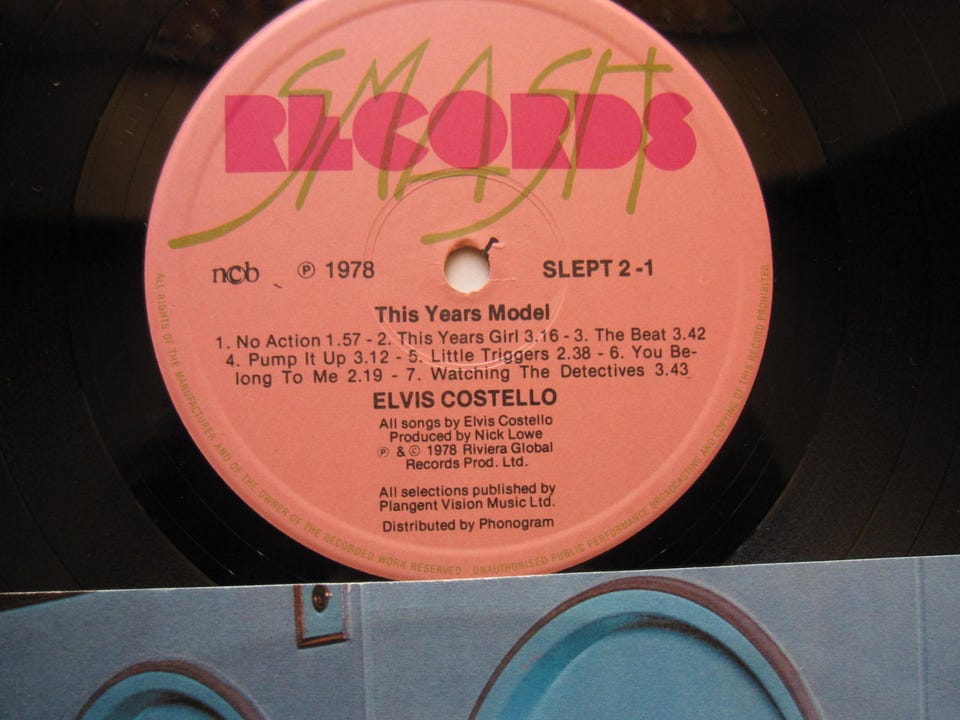 SMASH
RECORDS
ncb ℗ 1978 SLEPT 2 -1
This Years Model
1. No Action 1.57 - 2. This Years Girl 3.16 - 3. The Beat 3.42
4. Pump It Up 3.12 - 5. Little Triggers 2.38 - 6. You Be-
long To Me 2.19 - 7. Watching The Detectives 3.43
ELVIS COSTELLO
All songs by Elvis Costello
Produced by Nick Lowe
℗ & © 1978 Riviera Global
Records Prod. Ltd.
All selections published by
Plangent Vision Music Ltd.
Distributed by Phonogram
ALL RIGHTS OF THE MANUFACTURER AND OF THE OWNER OF THE RECORDED WORK RESERVED - UNAUTHORISED PUBLIC PERFORMANCE BROADCASTING AND COPYING OF THIS RECORD PROHIBITED